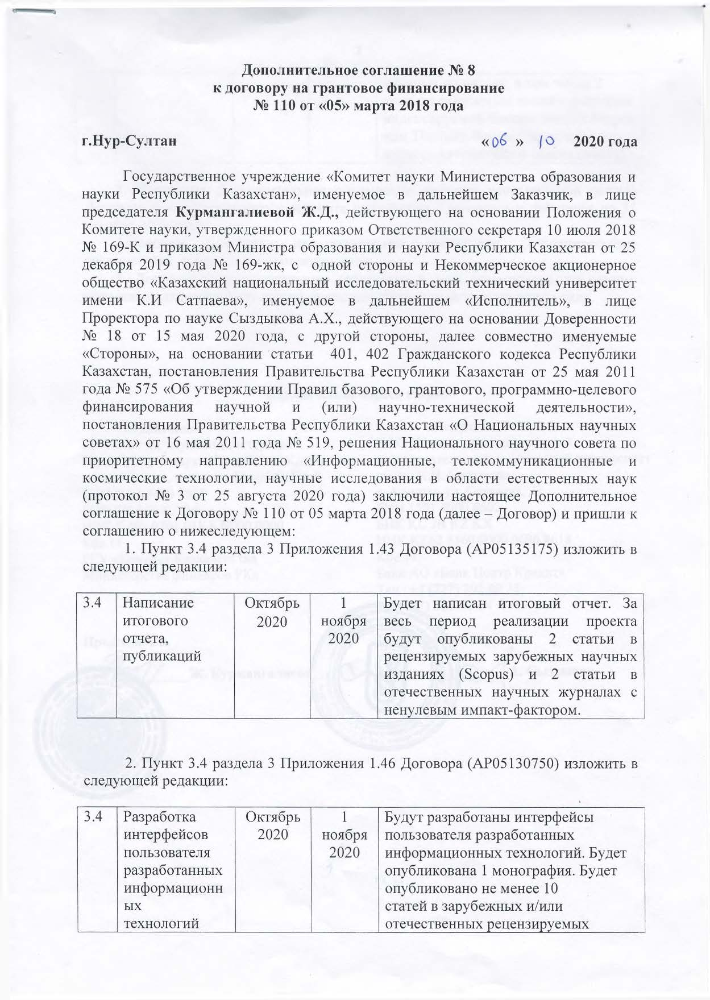 Дополнительное соглашение № 8
к договору на грантовое финансирование
№ 110 от «05» марта 2018 года
г.Нур-Султан «06» 10 2020 года
Государственное учреждение «Комитет науки Министерства образования и
науки Республики Казахстан», именуемое в дальнейшем Заказчик, в лице
председателя Курмангалиевой Ж.Д., действующего на основании Положения о
Комитете науки, утвержденного приказом Ответственного секретаря 10 июля 2018
№ 169-К и приказом Министра образования и науки Республики Казахстан от 25
декабря 2019 года № 169-жк, с одной стороны и Некоммерческое акционерное
общество «Казахский национальный исследовательский технический университет
имени К.И Сатпаева», именуемое в дальнейшем «Исполнитель», в лице
Проректора по науке Сыздыкова А.Х., действующего на основании Доверенности
№ 18 от 15 мая 2020 года, с другой стороны, далее совместно именуемые
«Стороны», на основании статьи 401, 402 Гражданского кодекса Республики
Казахстан, постановления Правительства Республики Казахстан от 25 мая 2011
года № 575 «Об утверждении Правил базового, грантового, программно-целевого
финансирования научной и (или) научно-технической деятельности»,
постановления Правительства Республики Казахстан «О Национальных научных
советах» от 16 мая 2011 года № 519, решения Национального научного совета по
приоритетному направлению «Информационные, телекоммуникационные и
космические технологии, научные исследования в области естественных наук
(протокол № 3 от 25 августа 2020 года) заключили настоящее Дополнительное
соглашение к Договору № 110 от 05 марта 2018 года (далее – Договор) и пришли к
соглашению о нижеследующем:
1. Пункт 3.4 раздела 3 Приложения 1.43 Договора (АР05135175) изложить в
следующей редакции:
3.4
Написание
итогового
отчета,
публикаций
Октябрь
2020
1
ноября
2020
Будет написан итоговый отчет. За
весь период реализации проекта
будут опубликованы 2 статьи в
рецензируемых зарубежных научных
изданиях (Scopus) и 2 статьи в
отечественных научных журналах с
ненулевым импакт-фактором.
2. Пункт 3.4 раздела 3 Приложения 1.46 Договора (АР05130750) изложить в
следующей редакции:
3.4
Разработка
интерфейсов
пользователя
разработанных
информационн
ых
технологий
Октябрь
2020
1
ноября
2020
Будут разработаны интерфейсы
пользователя разработанных
информационных технологий. Будет
опубликована 1 монография. Будет
опубликовано не менее 10
статей в зарубежных и/или
отечественных рецензируемых